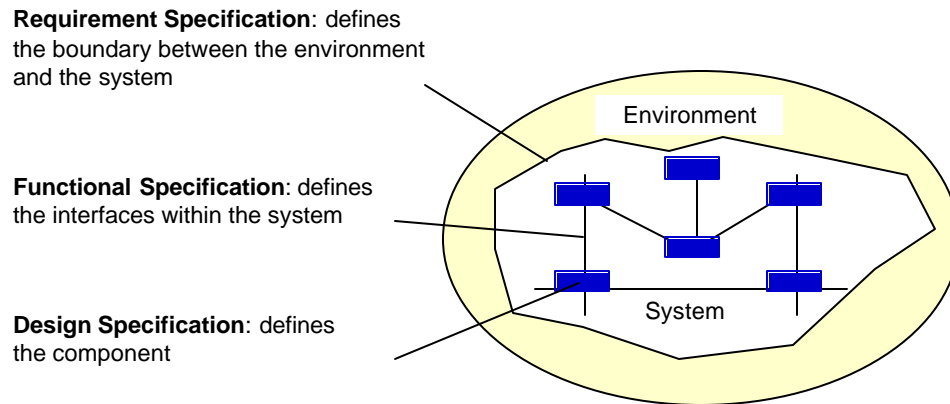 Requirement Specification: defines
the boundary between the environment
and the system
Environment
Functional Specification: defines
the interfaces within the system
System
Design Specification: defines
the component